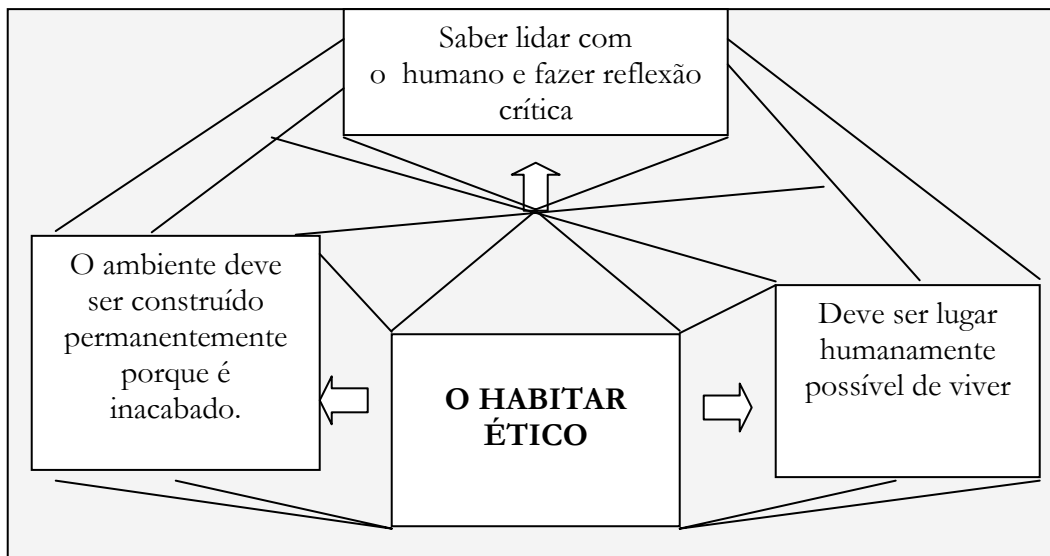 Saber lidar com
o humano e fazer reflexão
crítica
O ambiente deve
ser construído
permanentemente
porque é
inacabado.
O HABITAR
ÉTICO
Deve ser lugar
humanamente
possível de viver